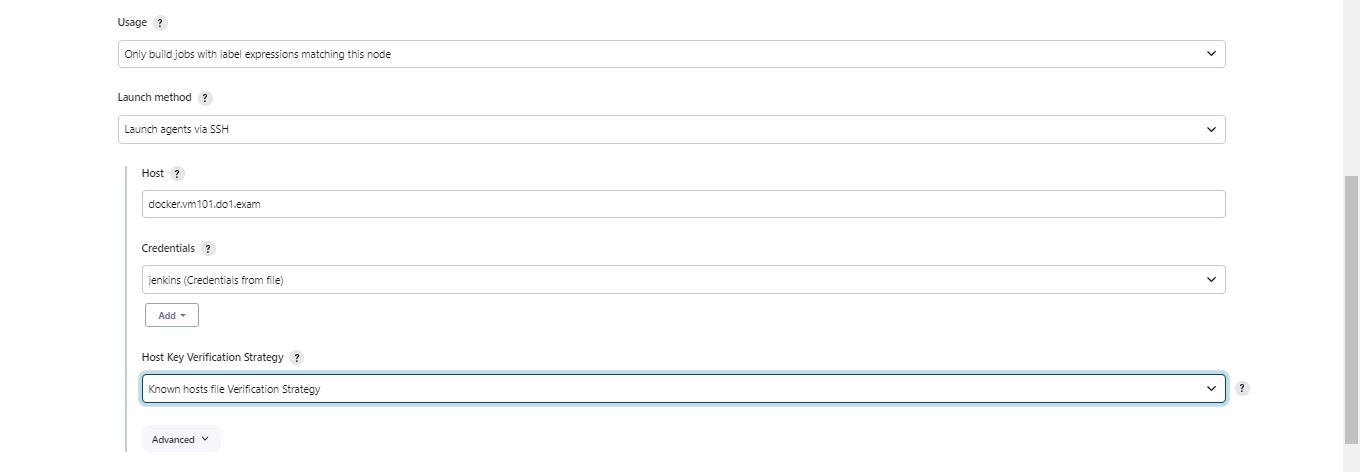 Usage ?
Only build jobs with label expressions matching this node
Launch method ?
Launch agents via SSH
Host ?
docker.vm101.do1.exam
Credentials ?
jenkins (Credentials from file)
Add
Host Key Verification Strategy ?
Known hosts file Verification Strategy ?
Advanced